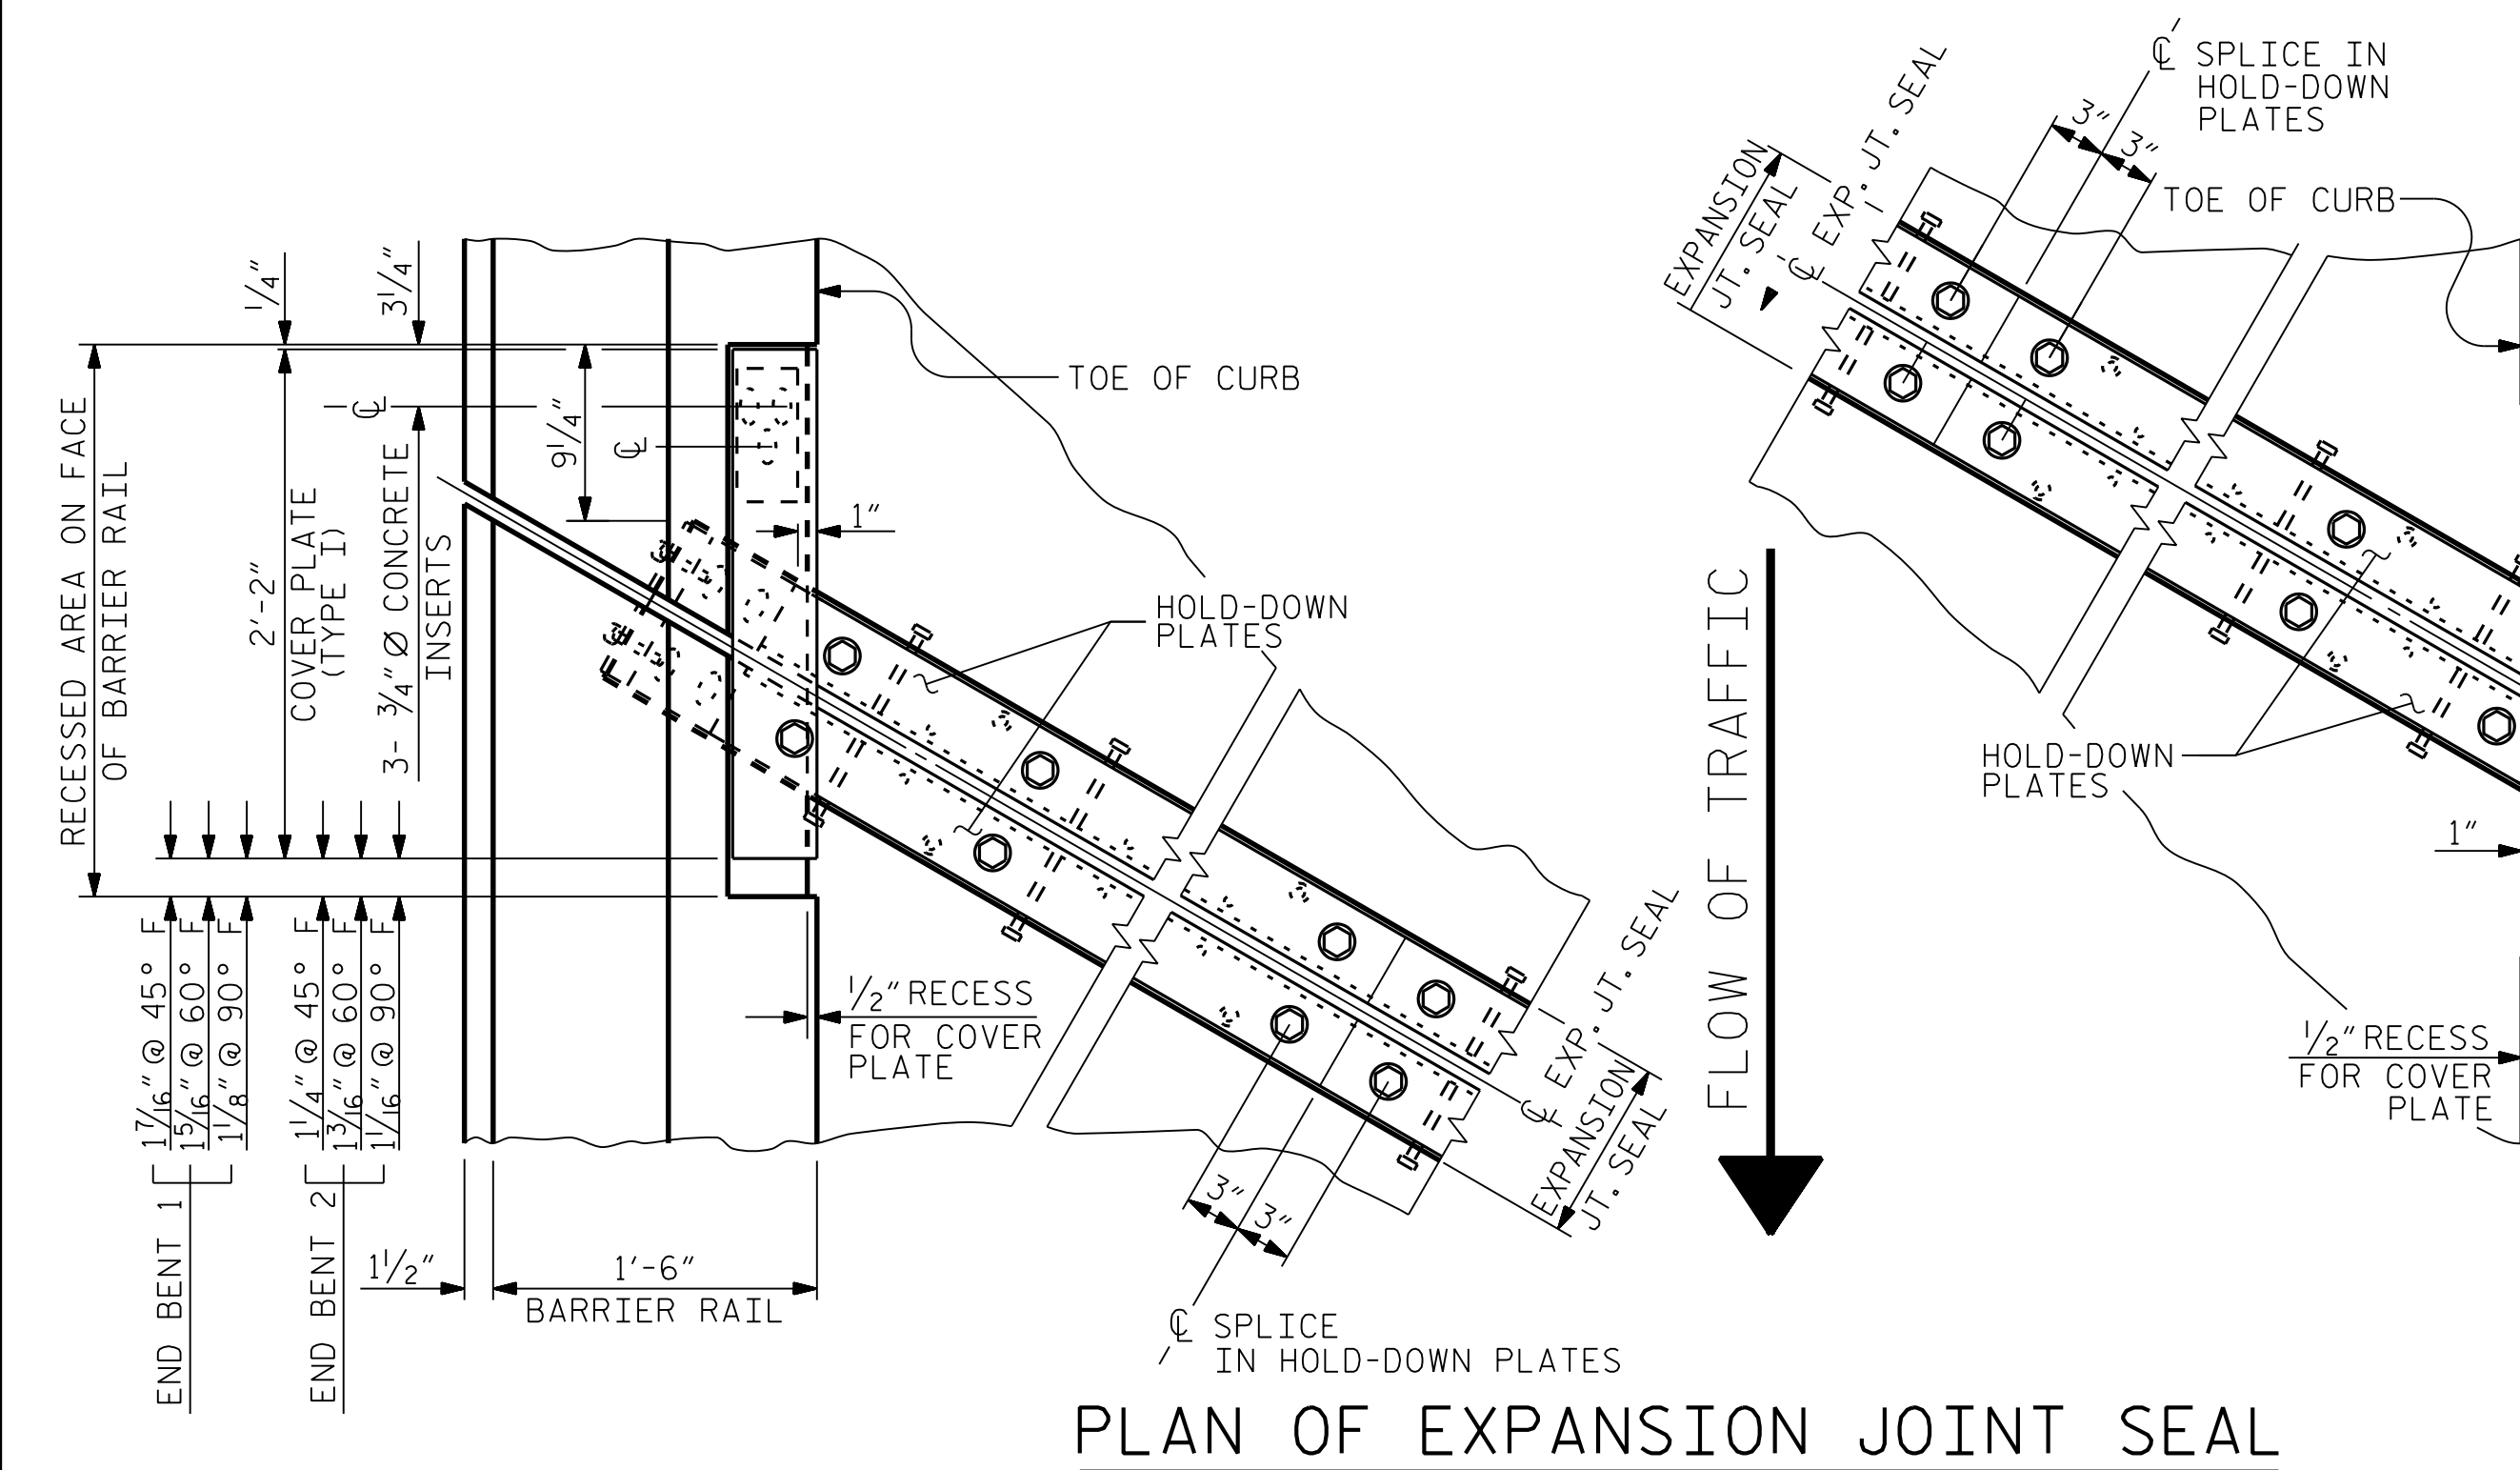 ℄ SPLICE IN
HOLD-DOWN
PLATES
3"
3"
TOE OF CURB
℄ EXP. JT. SEAL
EXPANSION
JT. SEAL
1/4"
3 1/4"
TOE OF CURB
RECESSED AREA ON FACE
OF BARRIER RAIL
2'-2"
COVER PLATE
(TYPE I)
℄
3- 3/4" Ø CONCRETE
INSERTS
9 1/4"
℄
1"
HOLD-DOWN
PLATES
FLOW OF TRAFFIC
HOLD-DOWN
PLATES
1"
1 7/16" @ 45° F
1 5/16" @ 60° F
1 1/8" @ 90° F
1 1/4" @ 45° F
1 3/16" @ 60° F
1 1/16" @ 90° F
END BENT 1
END BENT 2
1/2" RECESS
FOR COVER
PLATE
1/2" RECESS
FOR COVER
PLATE
℄ EXP. JT. SEAL
EXPANSION
JT. SEAL
3"
3"
1 1/2"
1'-6"
BARRIER RAIL
℄ SPLICE
IN HOLD-DOWN PLATES
PLAN OF EXPANSION JOINT SEAL